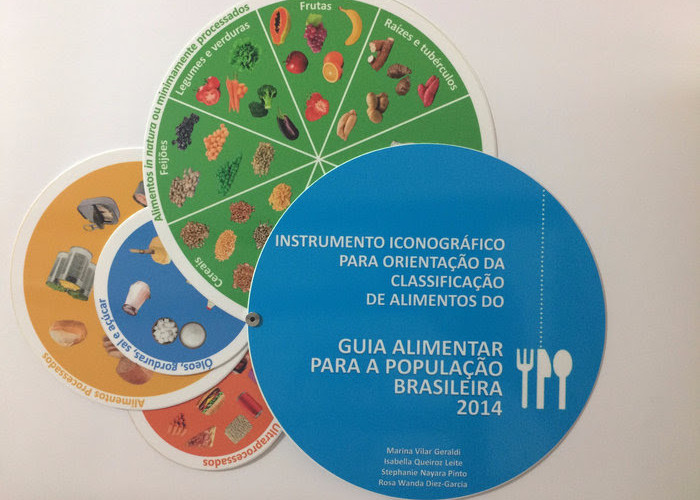 Alimentos in natura ou minimamente processados
Frutas
Legumes e verduras
Raízes e tubérculos
Feijões
Cereais
Óleos, gorduras, sal e açúcar
Alimentos Processados
Ultraprocessados
INSTRUMENTO ICONOGRÁFICO
PARA ORIENTAÇÃO DA
CLASSIFICAÇÃO
DE ALIMENTOS DO
GUIA ALIMENTAR
PARA A POPULAÇÃO
BRASILEIRA
2014
Marina Vilar Geraldi
Isabella Queiroz Leite
Stephanie Nayara Pinto
Rosa Wanda Diez-Garcia